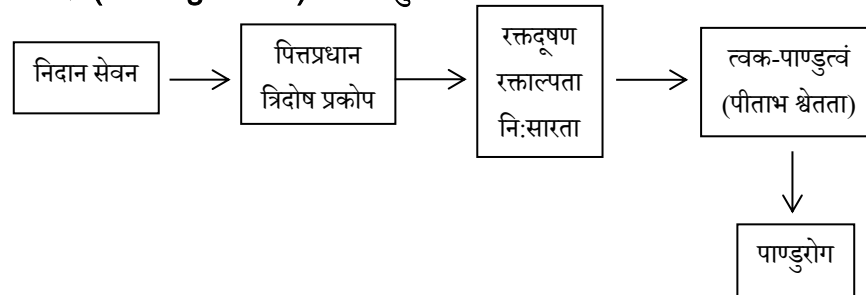 निदान सेवन
पित्तप्रधान
त्रिदोष प्रकोप
रक्तदूषण
रक्ताल्पता
नि:सारता
त्वक-पाण्डुत्वं
(पीताभ श्वेतता)
पाण्डुरोग